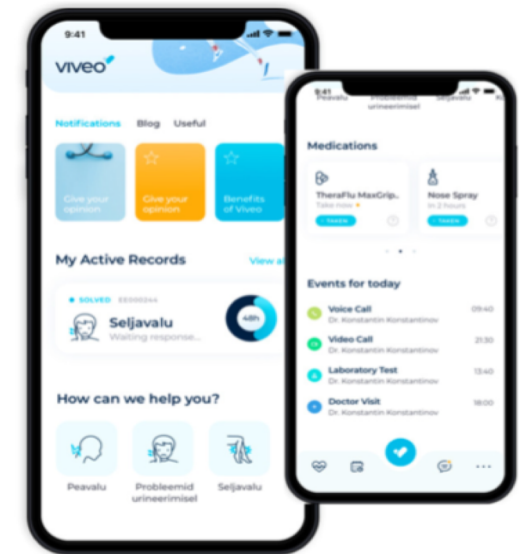 9:41
viveo
Notifications Blog Useful
Give your
opinion
Give your
opinion
Benefits
of Viveo
My Active Records View
SOLVED EE000244
48h
Seljavalu
Waiting response...
How can we help you?
Peavalu
Probleemid
urineerimisel
Seljavalu
9:41
Peavalu
Probleemid
urineerimisel
Seljavalu
Medications
TheraFlu MaxGrip..
Take now
TAKEN
Nose Spray
In 2 hours
TAKEN
Events for today
Voice Call 09:40
Dr. Konstantin Konstantinov
Video Call 21:30
Dr. Konstantin Konstantinov
Laboratory Test 13:40
Dr. Konstantin Konstantinov
Doctor Visit 18:00
Dr. Konstantin Konstantinov